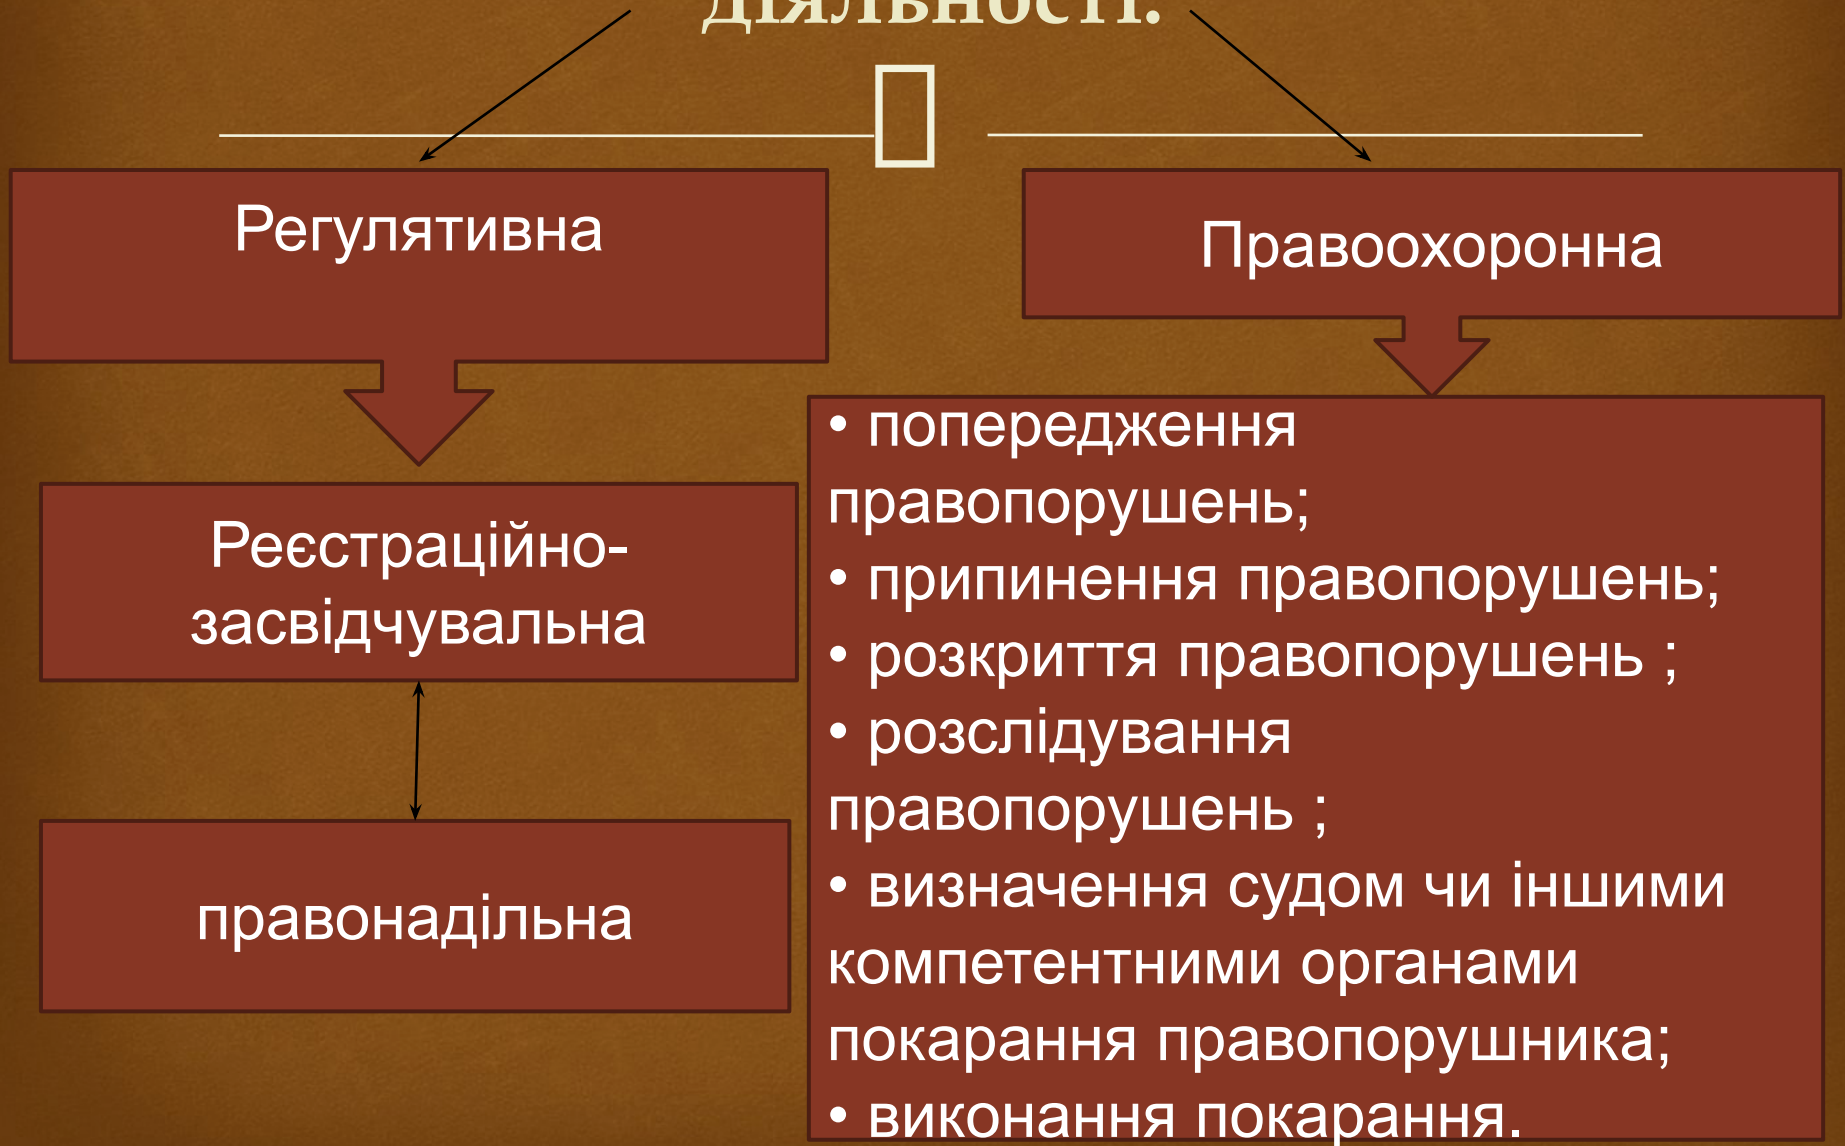 діяльності.
Регулятивна
Правоохоронна
Реєстраційно-
засвідчувальна
правонадільна
• попередження
правопорушень;
• припинення правопорушень;
• розкриття правопорушень ;
• розслідування
правопорушень ;
• визначення судом чи іншими
компетентними органами
покарання правопорушника;
• виконання покарання.